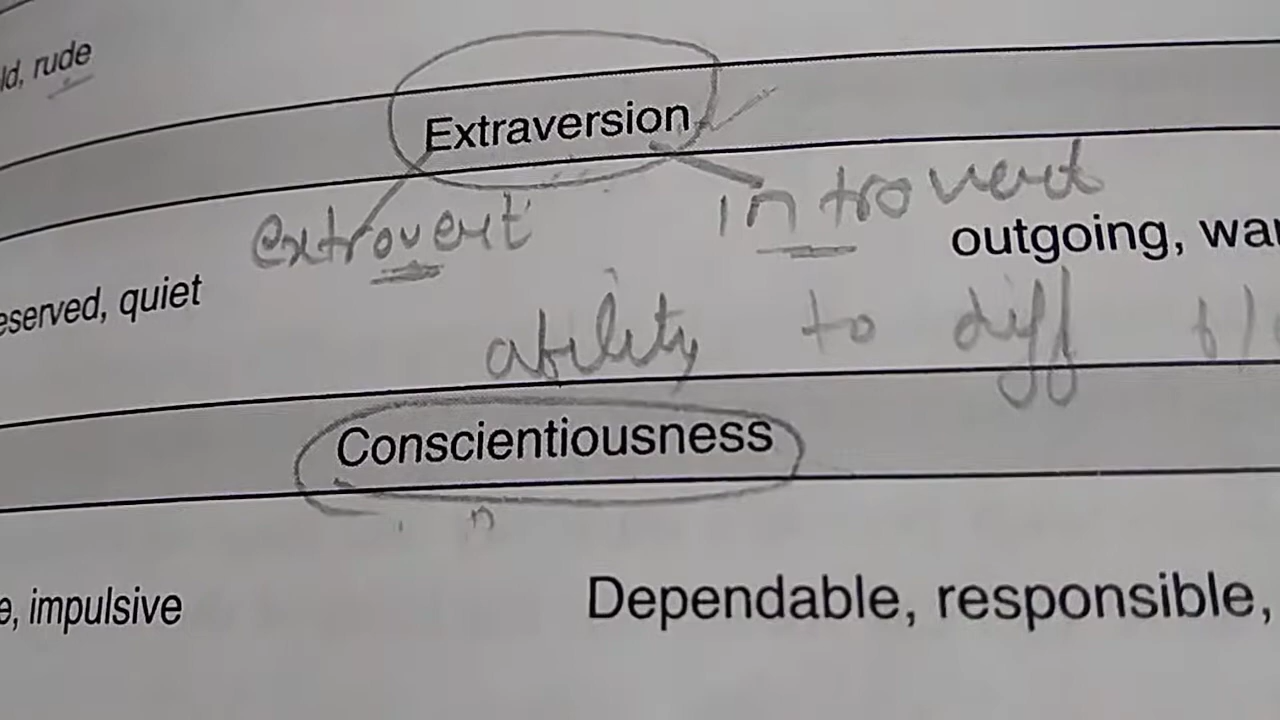 ld, rude
Extraversion
extrovert introvert
outgoing, wa
eserved, quiet
ability to diff b/
Conscientiousness
n
e, impulsive Dependable, responsible,